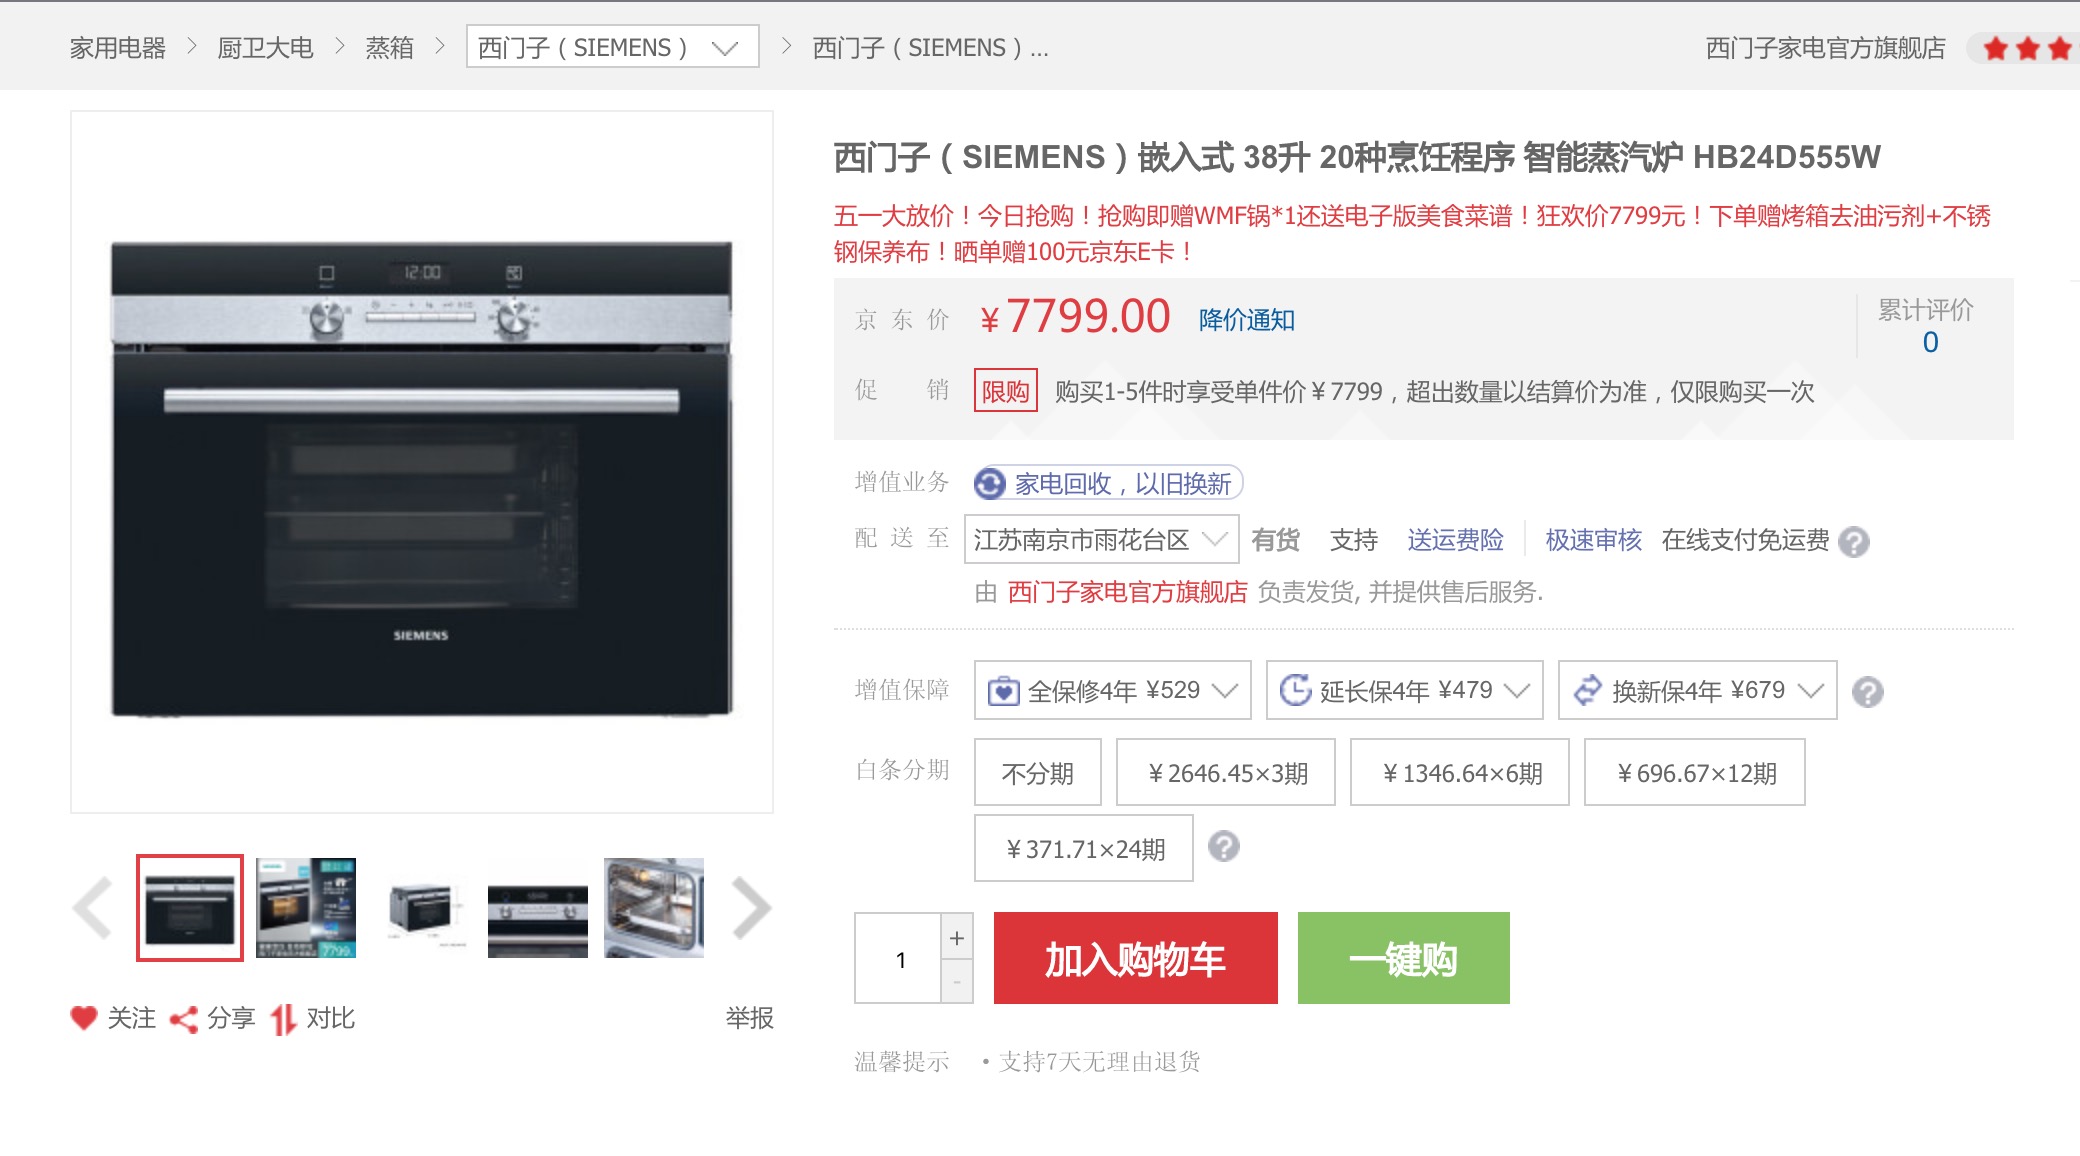 家用电器 > 厨卫大电 > 蒸箱 > 西门子（SIEMENS） > 西门子（SIEMENS）...
西门子家电官方旗舰店
12:00
SIEMENS
7799.
关注 分享 对比
举报
西门子（SIEMENS）嵌入式 38升 20种烹饪程序 智能蒸汽炉 HB24D555W
五一大放价！今日抢购！抢购即赠WMF锅*1还送电子版美食菜谱！狂欢价7799元！下单赠烤箱去油污剂+不锈
钢保养布！晒单赠100元京东E卡！
京东价 ￥7799.00 降价通知
累计评价
0
促销 限购 购买1-5件时享受单件价￥7799，超出数量以结算价为准，仅限购买一次
增值业务 家电回收，以旧换新
配送至 江苏南京市雨花台区 有货 支持 送运费险 极速审核 在线支付免运费 ?
由 西门子家电官方旗舰店 负责发货, 并提供售后服务.
增值保障 全保修4年 ¥529 延长保4年 ¥479 换新保4年 ¥679 ?
白条分期 不分期 ￥2646.45×3期 ￥1346.64×6期 ￥696.67×12期
￥371.71×24期 ?
1 + - 加入购物车 一键购
温馨提示 •支持7天无理由退货